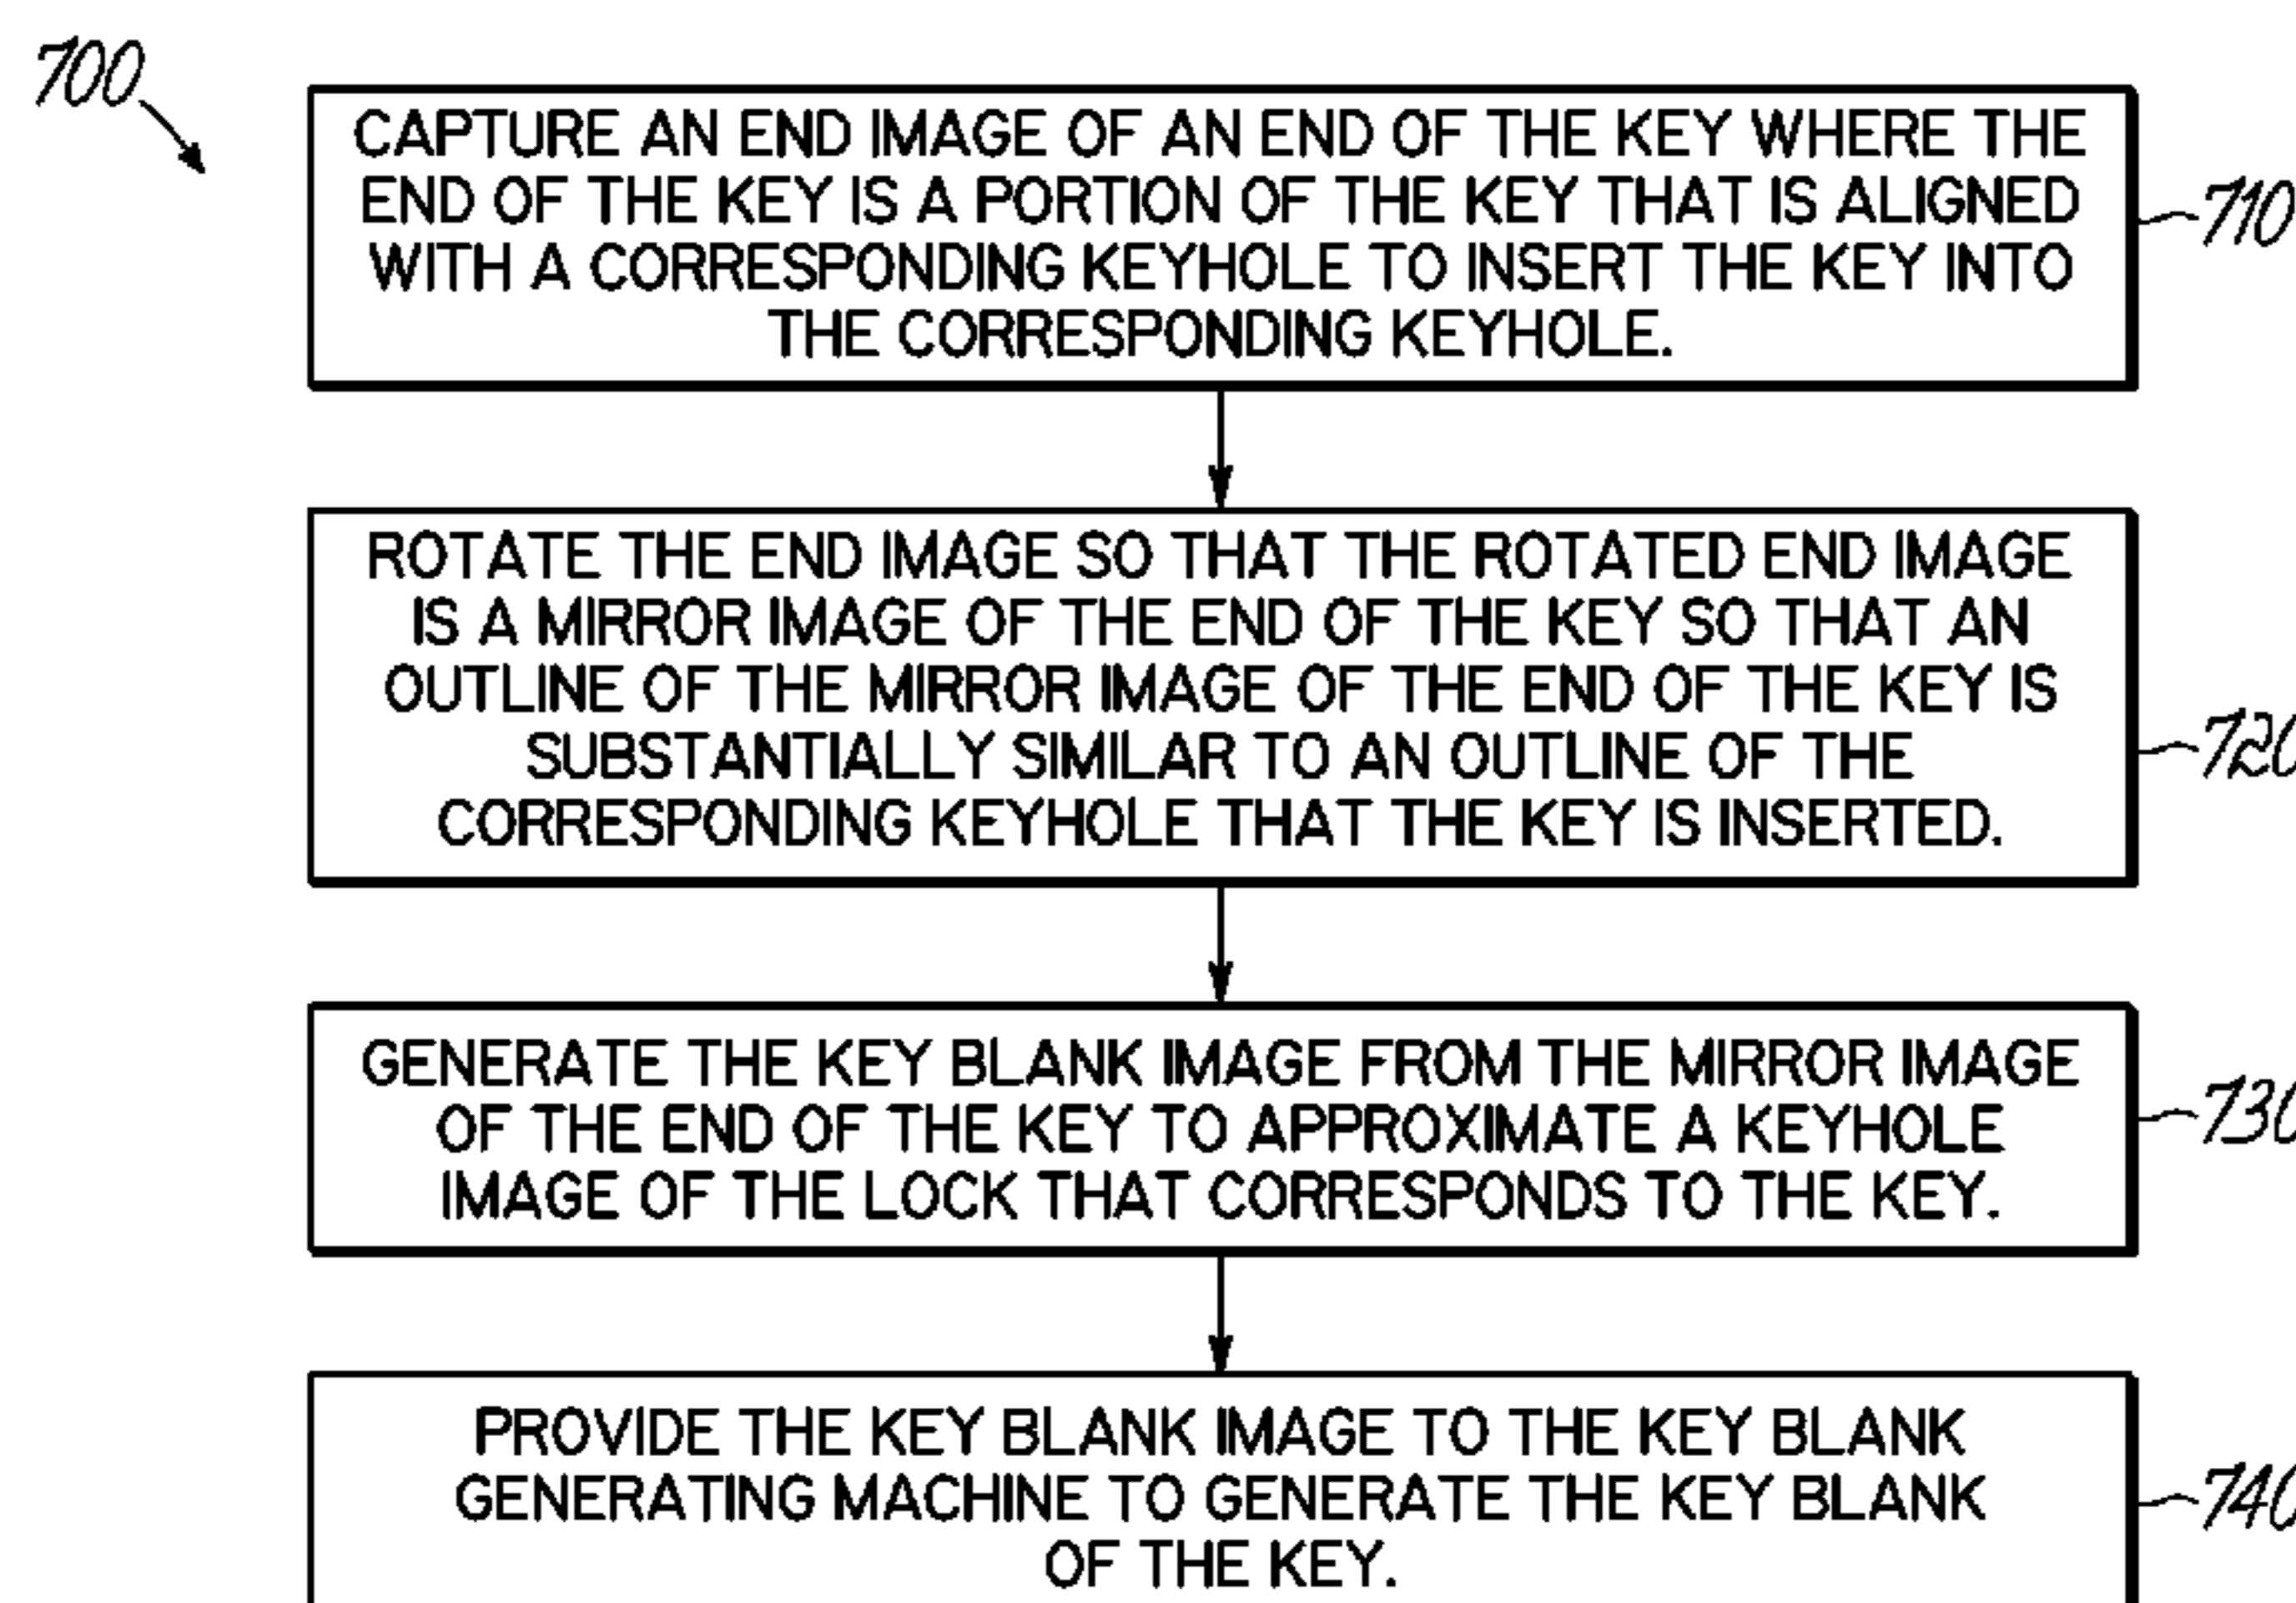 700
CAPTURE AN END IMAGE OF AN END OF THE KEY WHERE THE
END OF THE KEY IS A PORTION OF THE KEY THAT IS ALIGNED
WITH A CORRESPONDING KEYHOLE TO INSERT THE KEY INTO
THE CORRESPONDING KEYHOLE.
710
ROTATE THE END IMAGE SO THAT THE ROTATED END IMAGE
IS A MIRROR IMAGE OF THE END OF THE KEY SO THAT AN
OUTLINE OF THE MIRROR IMAGE OF THE END OF THE KEY IS
SUBSTANTIALLY SIMILAR TO AN OUTLINE OF THE
CORRESPONDING KEYHOLE THAT THE KEY IS INSERTED.
720
GENERATE THE KEY BLANK IMAGE FROM THE MIRROR IMAGE
OF THE END OF THE KEY TO APPROXIMATE A KEYHOLE
IMAGE OF THE LOCK THAT CORRESPONDS TO THE KEY.
730
PROVIDE THE KEY BLANK IMAGE TO THE KEY BLANK
GENERATING MACHINE TO GENERATE THE KEY BLANK
OF THE KEY.
740